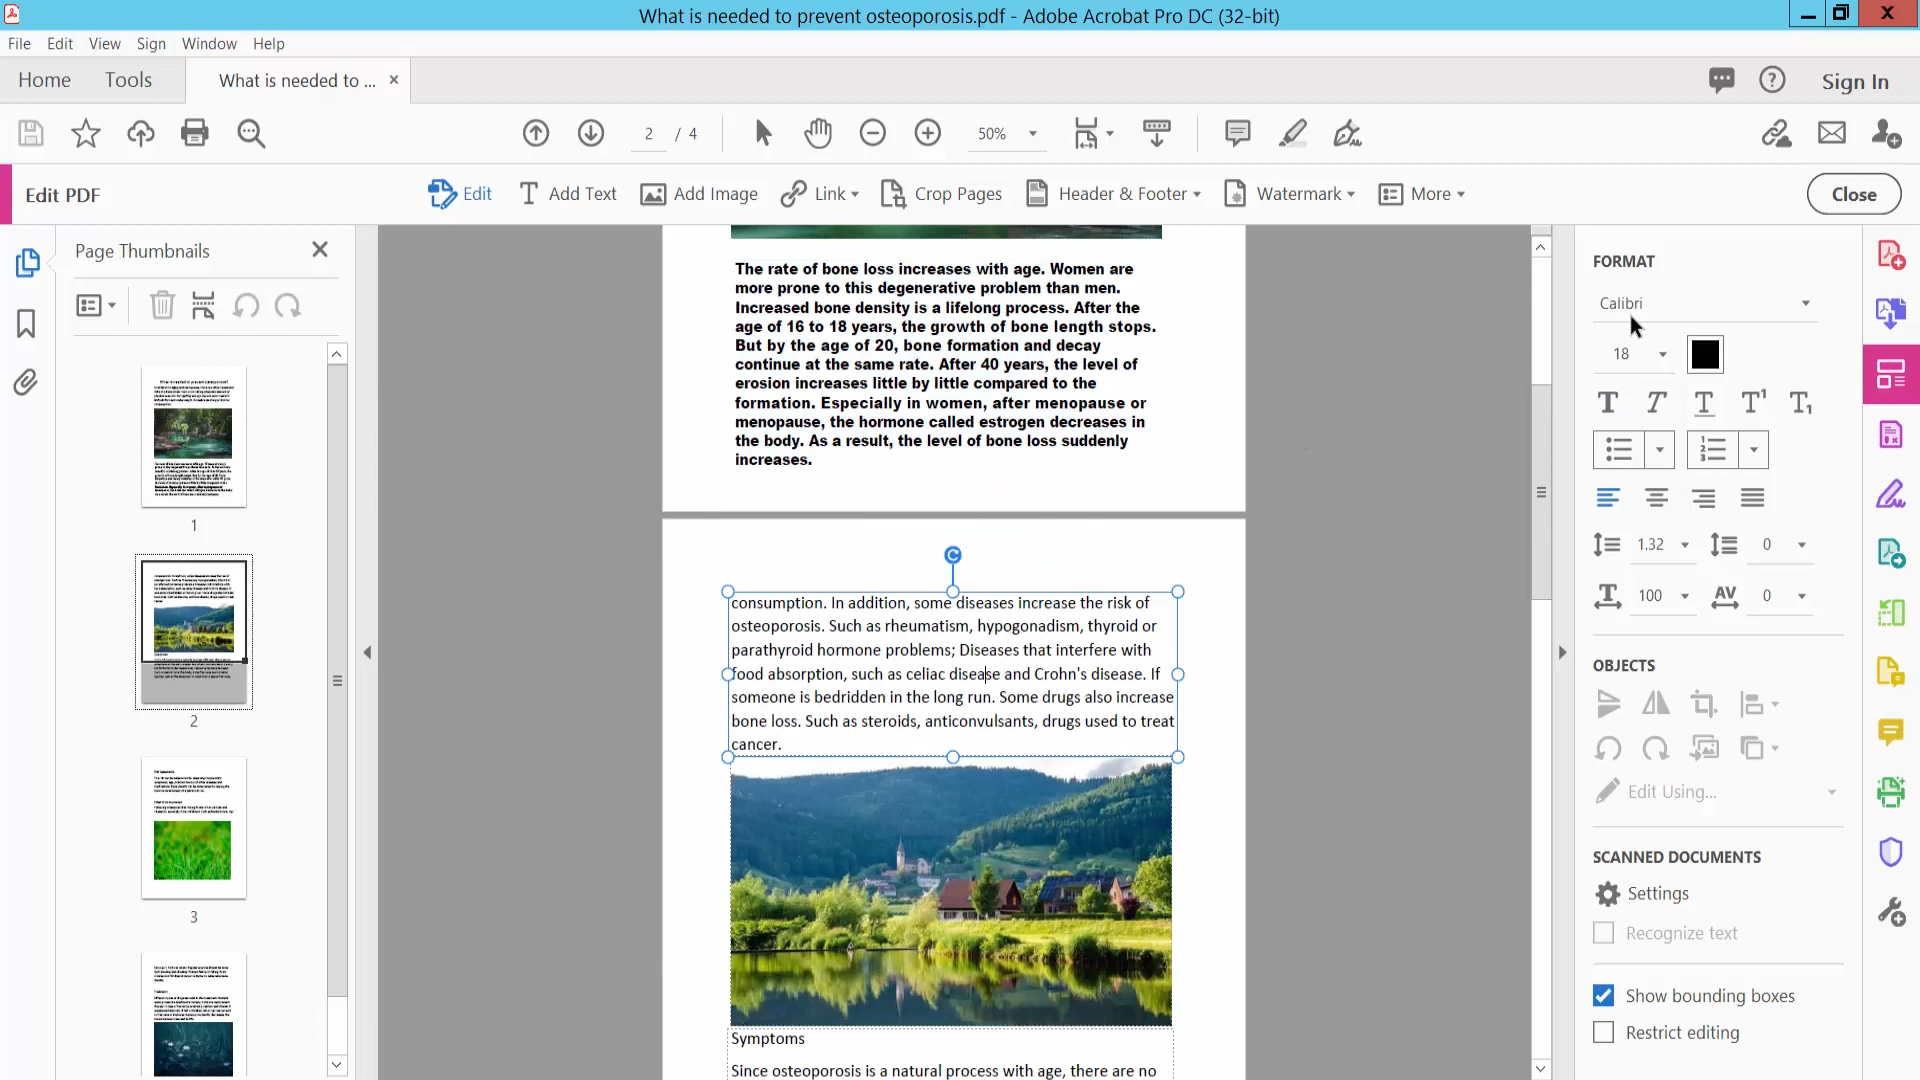 What is needed to prevent osteoporosis.pdf - Adobe Acrobat Pro DC (32-bit)
File Edit View Sign Window Help
Home Tools What is needed to ... × Sign In
2 / 4 50%
Edit PDF Edit Add Text Add Image Link Crop Pages Header & Footer Watermark More Close
Page Thumbnails
1
2
3
The rate of bone loss increases with age. Women are
more prone to this degenerative problem than men.
Increased bone density is a lifelong process. After the
age of 16 to 18 years, the growth of bone length stops.
But by the age of 20, bone formation and decay
continue at the same rate. After 40 years, the level of
erosion increases little by little compared to the
formation. Especially in women, after menopause or
menopause, the hormone called estrogen decreases in
the body. As a result, the level of bone loss suddenly
increases.
consumption. In addition, some diseases increase the risk of
osteoporosis. Such as rheumatism, hypogonadism, thyroid or
parathyroid hormone problems; Diseases that interfere with
food absorption, such as celiac disease and Crohn's disease. If
someone is bedridden in the long run. Some drugs also increase
bone loss. Such as steroids, anticonvulsants, drugs used to treat
cancer.
Symptoms
Since osteoporosis is a natural process with age, there are no
FORMAT
Calibri
18
1.32 0
100 0
OBJECTS
Edit Using...
SCANNED DOCUMENTS
Settings
Recognize text
Show bounding boxes
Restrict editing